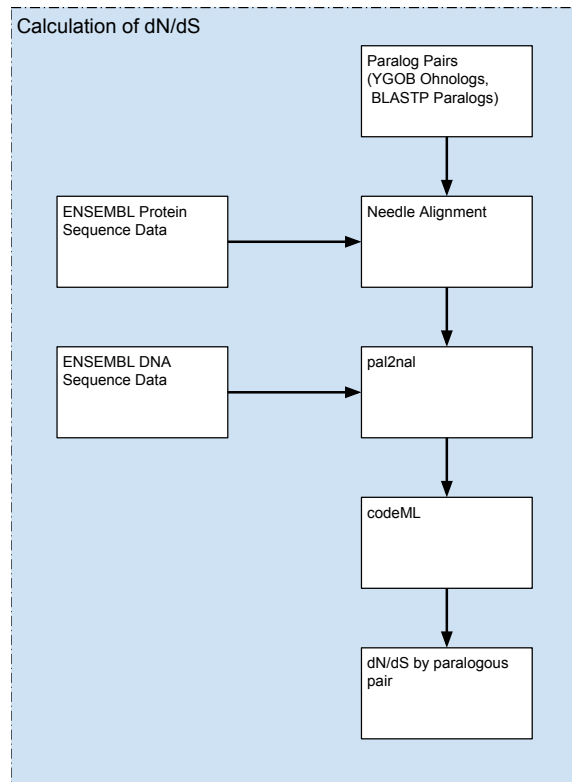 Calculation of dN/dS
Paralog Pairs
(YGOB Ohnologs,
BLASTP Paralogs)
ENSEMBL Protein
Sequence Data
Needle Alignment
ENSEMBL DNA
Sequence Data
pal2nal
codeML
dN/dS by paralogous
pair